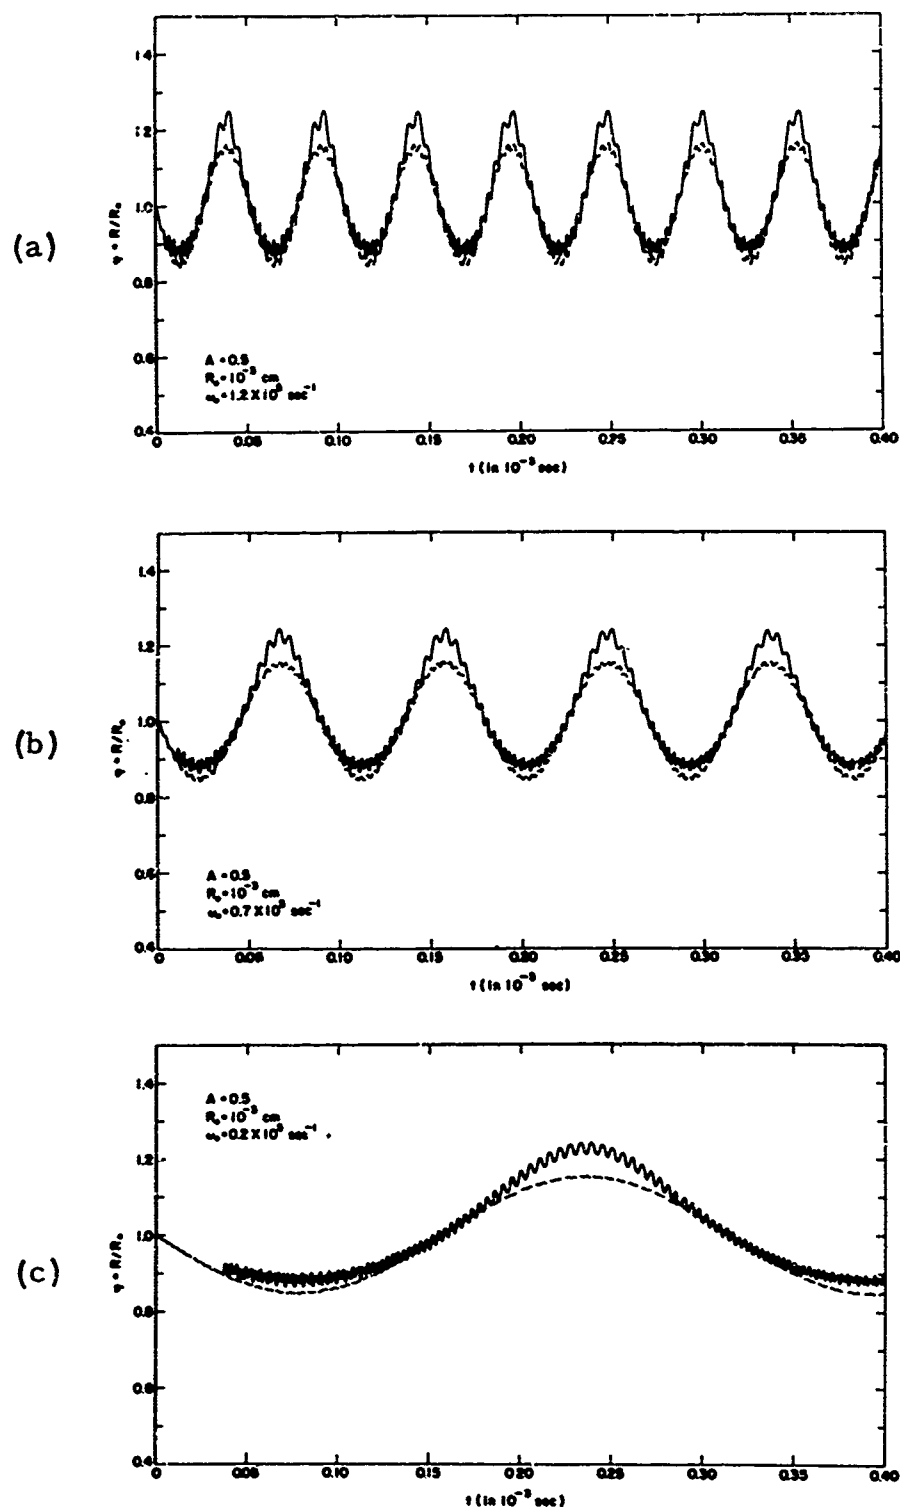 (a)
1.4
1.2
1.0
0.8
0.6
0.4
η = R/R₀
A = 0.5
R₀ = 10⁻³ cm
ω₀ = 1.2 X 10⁵ sec⁻¹
0 0.05 0.10 0.15 0.20 0.25 0.30 0.35 0.40
t (in 10⁻³ sec)
(b)
1.4
1.2
1.0
0.8
0.6
0.4
η = R/R₀
A = 0.5
R₀ = 10⁻³ cm
ω₀ = 0.7 X 10⁵ sec⁻¹
0 0.05 0.10 0.15 0.20 0.25 0.30 0.35 0.40
t (in 10⁻³ sec)
(c)
1.4
1.2
1.0
0.8
0.6
0.4
η = R/R₀
A = 0.5
R₀ = 10⁻³ cm
ω₀ = 0.2 X 10⁵ sec⁻¹
0 0.05 0.10 0.15 0.20 0.25 0.30 0.35 0.40
t (in 10⁻³ sec)